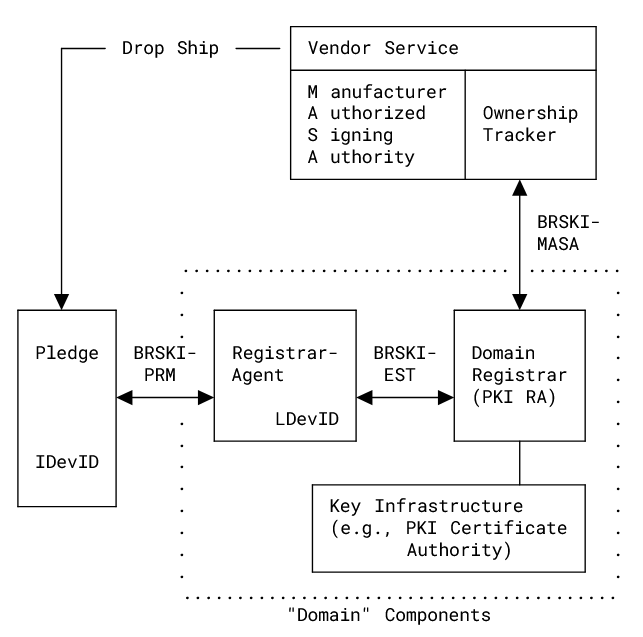 Drop Ship
Vendor Service
M anufacturer
A uthorized
S igning
A uthority
Ownership
Tracker
BRSKI-
MASA
Pledge
IDevID
BRSKI-
PRM
Registrar-
Agent
LDevID
BRSKI-
EST
Domain
Registrar
(PKI RA)
Key Infrastructure
(e.g., PKI Certificate
Authority)
"Domain" Components